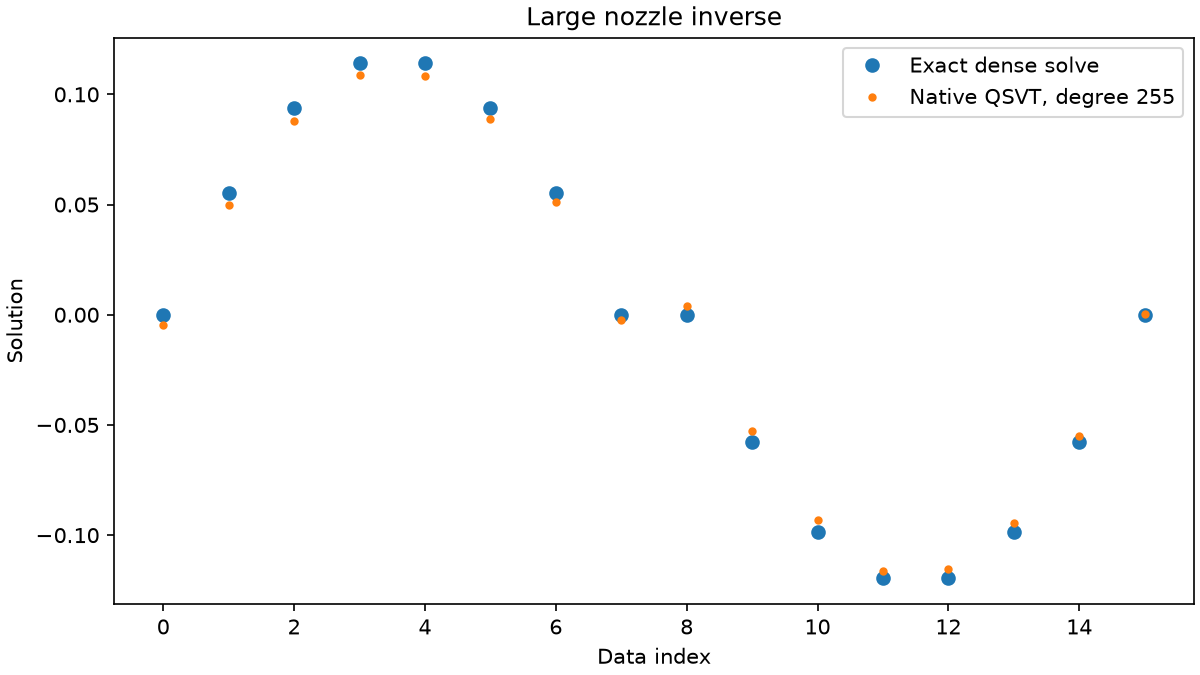 Large nozzle inverse
Exact dense solve
Native QSVT, degree 255
0.10
0.05
0.00
−0.05
−0.10
Solution
0 2 4 6 8 10 12 14
Data index